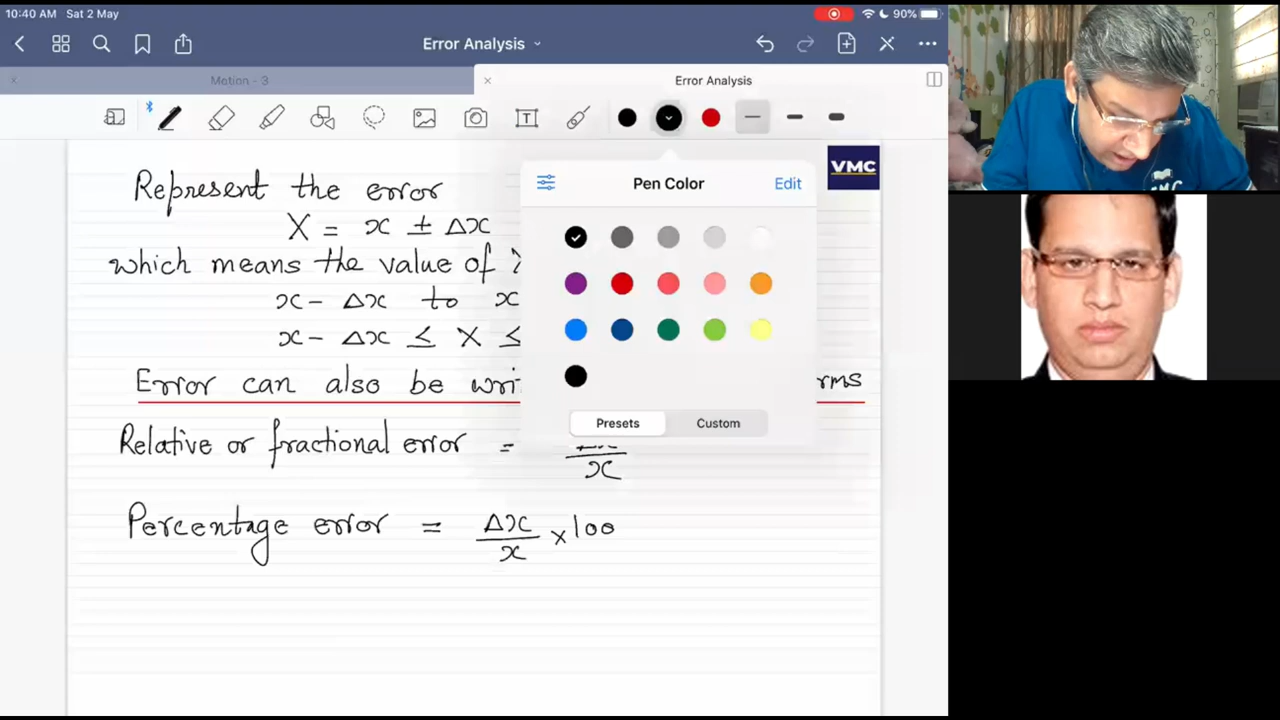 10:40 AM Sat 2 May
90%
Error Analysis
Motion - 3
Error Analysis
T
VMC
Pen Color
Edit
Presets
Custom
Represent the error
X = x ± Δx
which means the value of
x - Δx to x
x - Δx ≤ X ≤
Error can also be
Relative or fractional error = Δx/x
Percentage error = Δx/x × 100